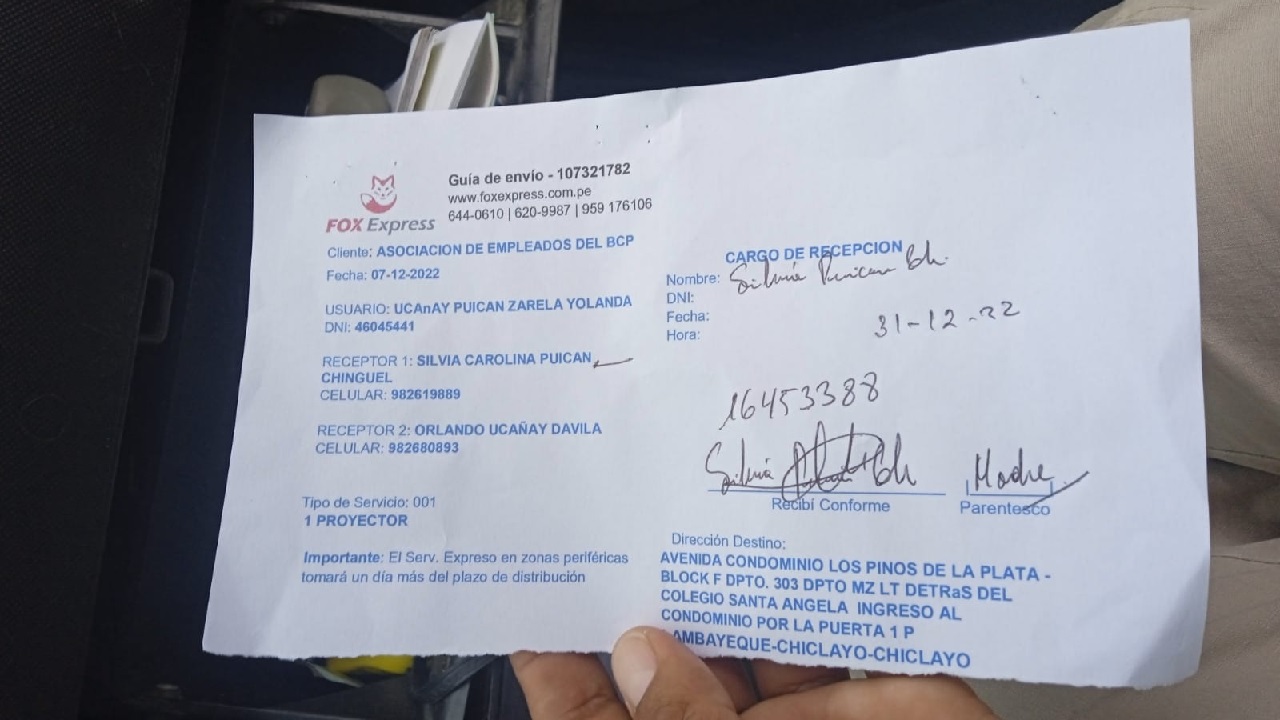 FOX Express
Guía de envío - 107321782
www.foxexpress.com.pe
644-0610 | 620-9987 | 959 176106
Cliente: ASOCIACION DE EMPLEADOS DEL BCP
Fecha: 07-12-2022
USUARIO: UCAnAY PUICAN ZARELA YOLANDA
DNI: 46045441
RECEPTOR 1: SILVIA CAROLINA PUICAN
CHINGUEL
CELULAR: 982619889
RECEPTOR 2: ORLANDO UCAÑAY DAVILA
CELULAR: 982680893
Tipo de Servicio: 001
1 PROYECTOR
Importante: El Serv. Expreso en zonas periféricas
tomará un día más del plazo de distribución
CARGO DE RECEPCION
Nombre: Silvia Puican Ch.
DNI:
Fecha: 31-12-22
Hora:
16453388
Silvia Ch
Madre
Recibí Conforme
Parentesco
Dirección Destino:
AVENIDA CONDOMINIO LOS PINOS DE LA PLATA -
BLOCK F DPTO. 303 DPTO MZ LT DETRaS DEL
COLEGIO SANTA ANGELA INGRESO AL
CONDOMINIO POR LA PUERTA 1 P
AMBAYEQUE-CHICLAYO-CHICLAYO